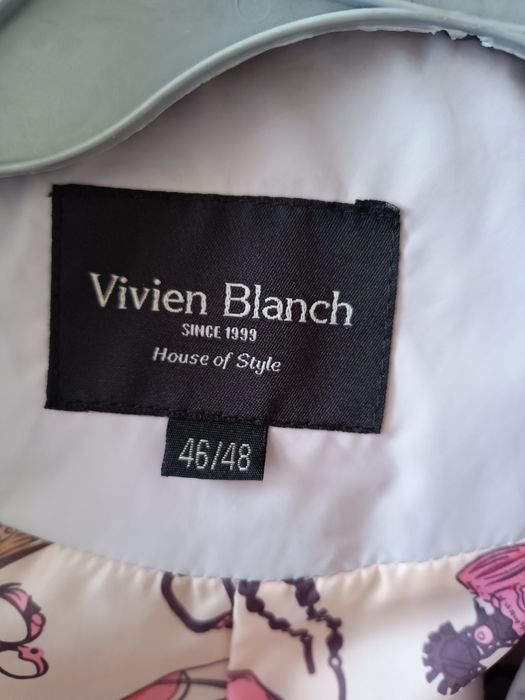 Vivien Blanch
SINCE 1999
House of Style
46/48